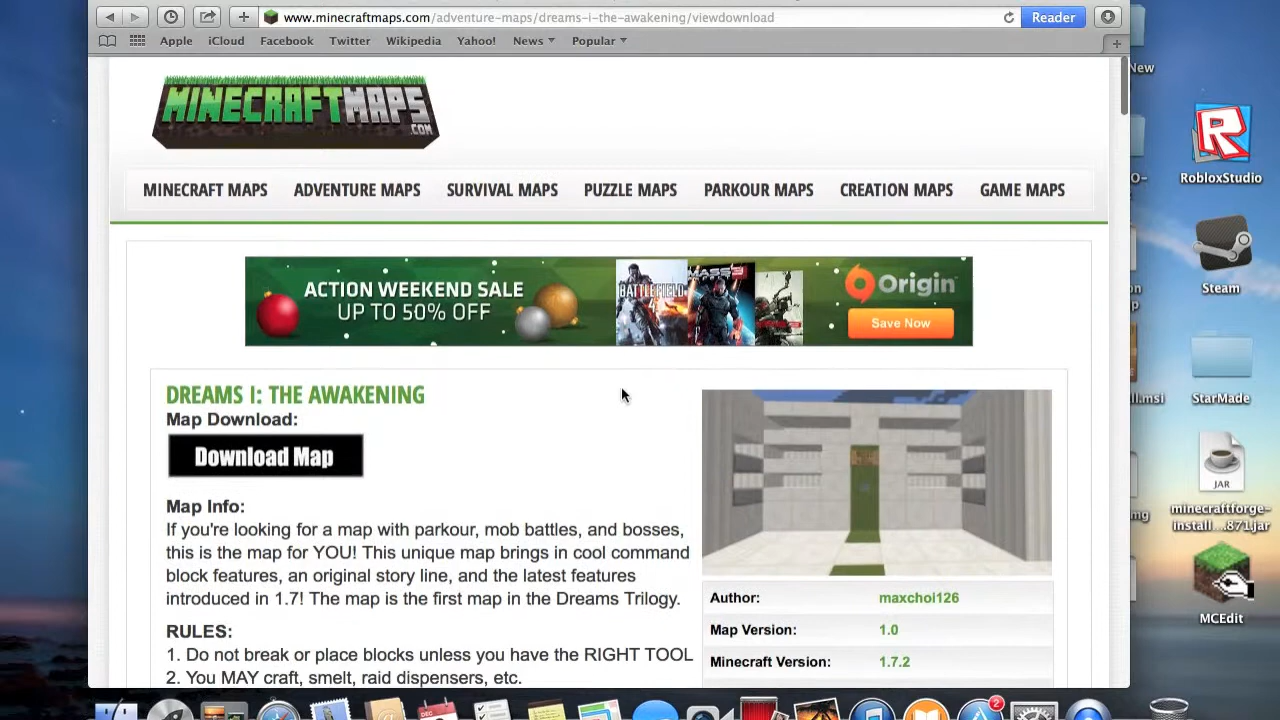 www.minecraftmaps.com/adventure-maps/dreams-i-the-awakening/viewdownload
Reader
Apple iCloud Facebook Twitter Wikipedia Yahoo! News Popular
New
MINECRAFTMAPS
.COM
MINECRAFT MAPS ADVENTURE MAPS SURVIVAL MAPS PUZZLE MAPS PARKOUR MAPS CREATION MAPS GAME MAPS
ACTION WEEKEND SALE
UP TO 50% OFF
BATTLEFIELD
Origin
Save Now
DREAMS I: THE AWAKENING
Map Download:
Download Map
Map Info:
If you're looking for a map with parkour, mob battles, and bosses,
this is the map for YOU! This unique map brings in cool command
block features, an original story line, and the latest features
introduced in 1.7! The map is the first map in the Dreams Trilogy.
RULES:
1. Do not break or place blocks unless you have the RIGHT TOOL
2. You MAY craft, smelt, raid dispensers, etc.
Author: maxchoi126
Map Version: 1.0
Minecraft Version: 1.7.2
RobloxStudio
Steam
StarMade
JAR
minecraftforge-
install....871.jar
MCEdit
DEC
2